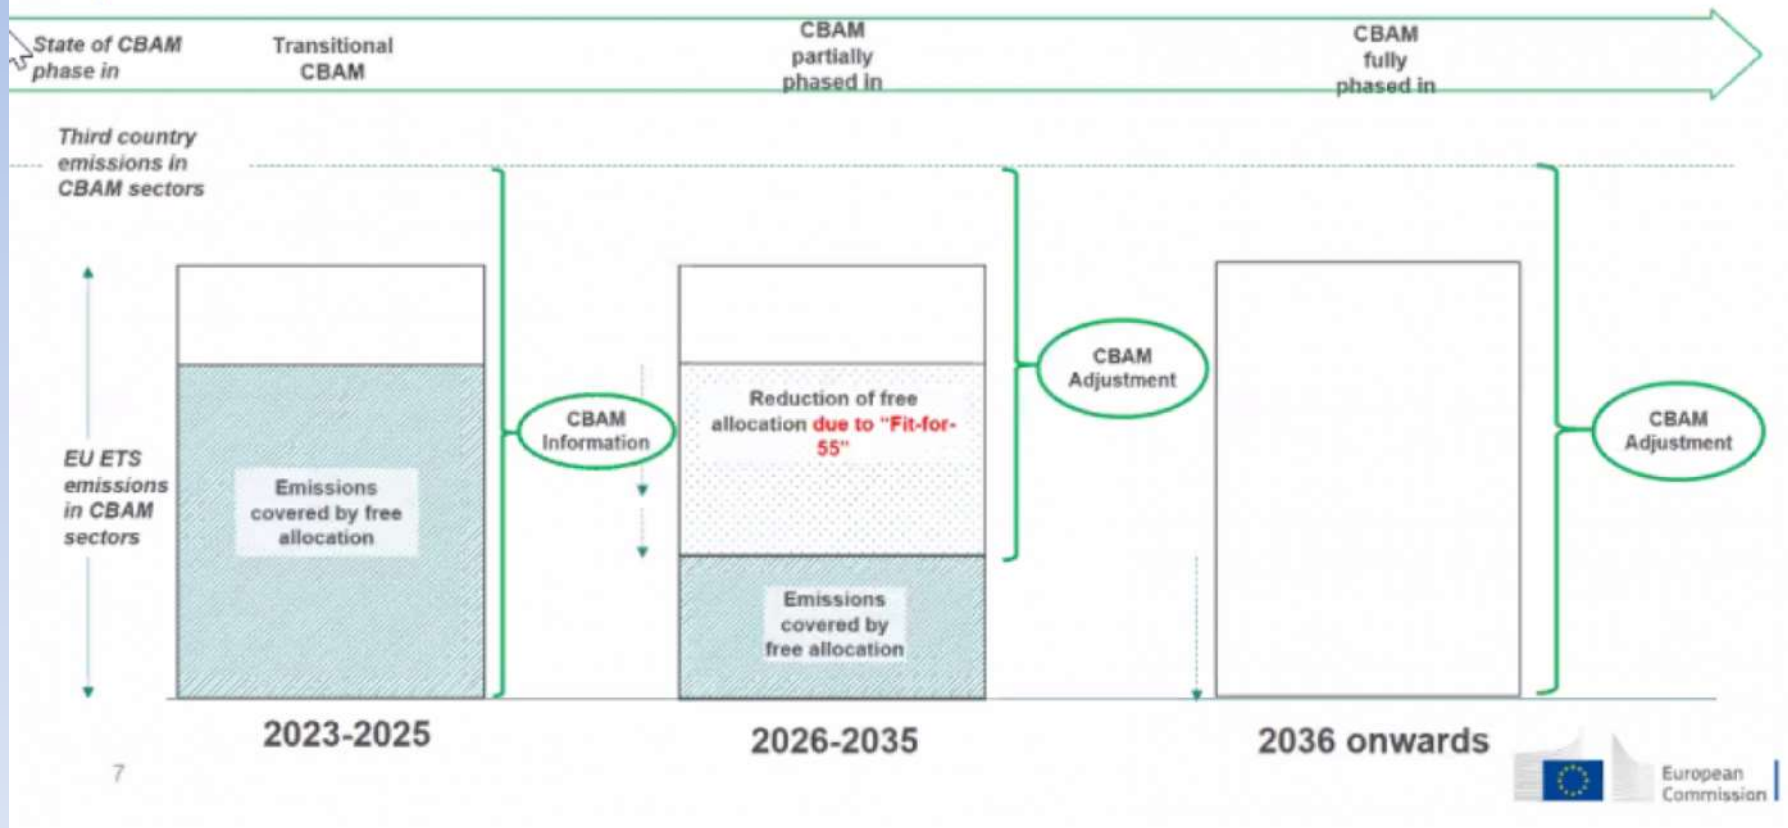 State of CBAM
phase in
Transitional
CBAM
CBAM
partially
phased in
CBAM
fully
phased in
Third country
emissions in
CBAM sectors
EU ETS
emissions
in CBAM
sectors
Emissions
covered by free
allocation
CBAM
Information
Reduction of free
allocation due to "Fit-for-
55"
Emissions
covered by
free allocation
CBAM
Adjustment
CBAM
Adjustment
2023-2025
2026-2035
2036 onwards
7
European
Commission